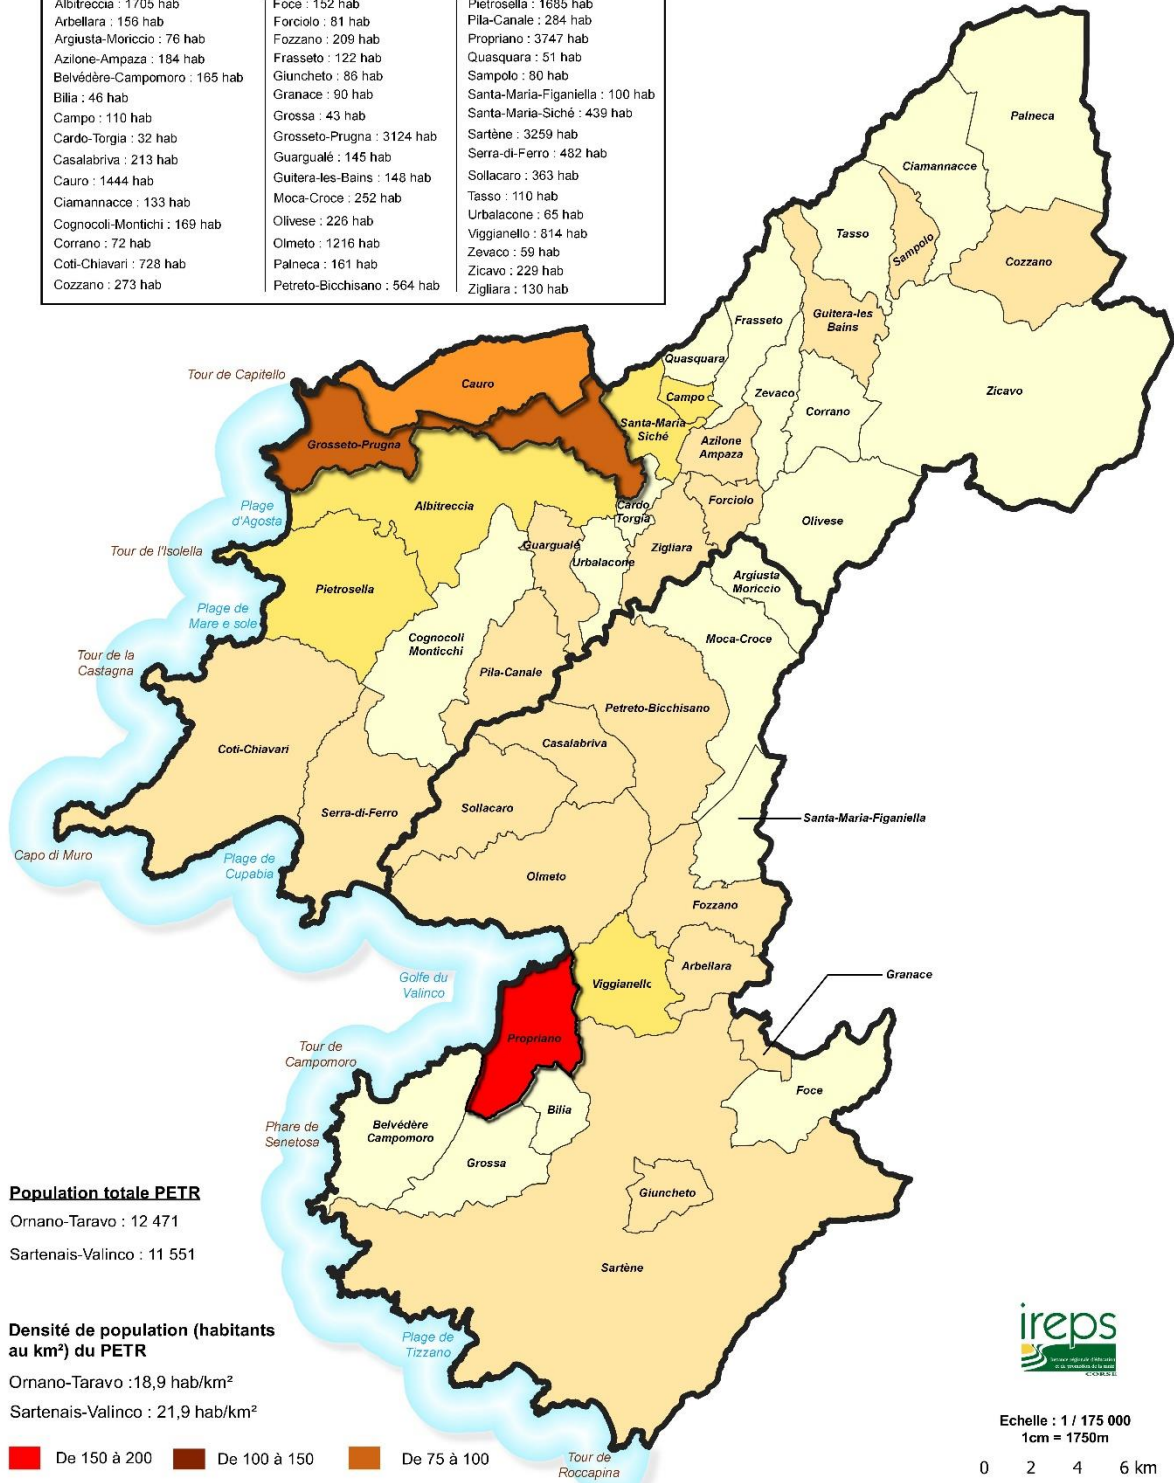 Albitreccia : 1705 hab
Arbellara : 156 hab
Argiusta-Moriccio : 76 hab
Azilone-Ampaza : 184 hab
Belvédère-Campomoro : 165 hab
Bilia : 46 hab
Campo : 110 hab
Cardo-Torgia : 32 hab
Casalabriva : 213 hab
Cauro : 1444 hab
Ciamannacce : 133 hab
Cognocoli-Montichi : 169 hab
Corrano : 72 hab
Coti-Chiavari : 728 hab
Cozzano : 273 hab
Foce : 152 hab
Forciolo : 81 hab
Fozzano : 209 hab
Frasseto : 122 hab
Giuncheto : 86 hab
Granace : 90 hab
Grossa : 43 hab
Grosseto-Prugna : 3124 hab
Guargualé : 145 hab
Guitera-les-Bains : 148 hab
Moca-Croce : 252 hab
Olivese : 226 hab
Olmeto : 1216 hab
Palneca : 161 hab
Petreto-Bicchisano : 564 hab
Pietrosella : 1685 hab
Pila-Canale : 284 hab
Propriano : 3747 hab
Quasquara : 51 hab
Sampolo : 80 hab
Santa-Maria-Figaniella : 100 hab
Santa-Maria-Siché : 439 hab
Sartène : 3259 hab
Serra-di-Ferro : 482 hab
Sollacaro : 363 hab
Tasso : 110 hab
Urbalacone : 65 hab
Viggianello : 814 hab
Zevaco : 59 hab
Zicavo : 229 hab
Zigliara : 130 hab
Palneca
Ciamannacce
Tasso
Sampolo
Cozzano
Guitera-les
Bains
Frasseto
Quasquara
Zicavo
Tour de Capitello
Cauro
Campo
Zevaco
Corrano
Santa-Maria
Siché
Grosseto-Prugna
Azilone
Ampaza
Albitreccia
Forciolo
Plage
d'Agosta
Cardo
Torgia
Olivese
Tour de l'Isolella
Guargualé
Urbalacone
Zigliara
Argiusta
Moriccio
Pietrosella
Plage de
Mare e sole
Cognocoli
Monticchi
Moca-Croce
Tour de la
Castagna
Pila-Canale
Petreto-Bicchisano
Coti-Chiavari
Casalabriva
Serra-di-Ferro
Sollacaro
Santa-Maria-Figaniella
Capo di Muro
Plage de
Cupabia
Olmeto
Fozzano
Arbellara
Golfe du
Valinco
Viggianello
Granace
Propriano
Tour de
Campomoro
Foce
Bilia
Belvédère
Campomoro
Phare de
Senetosa
Grossa
Giuncheto
Population totale PETR
Ornano-Taravo : 12 471
Sartenais-Valinco : 11 551
Sartène
Densité de population (habitants
au km²) du PETR
Ornano-Taravo :18,9 hab/km²
Sartenais-Valinco : 21,9 hab/km²
Plage de
Tizzano
ireps
CORSE
Echelle : 1 / 175 000
1cm = 1750m
De 150 à 200
De 100 à 150
De 75 à 100
Tour de
Roccapina
0 2 4 6 km